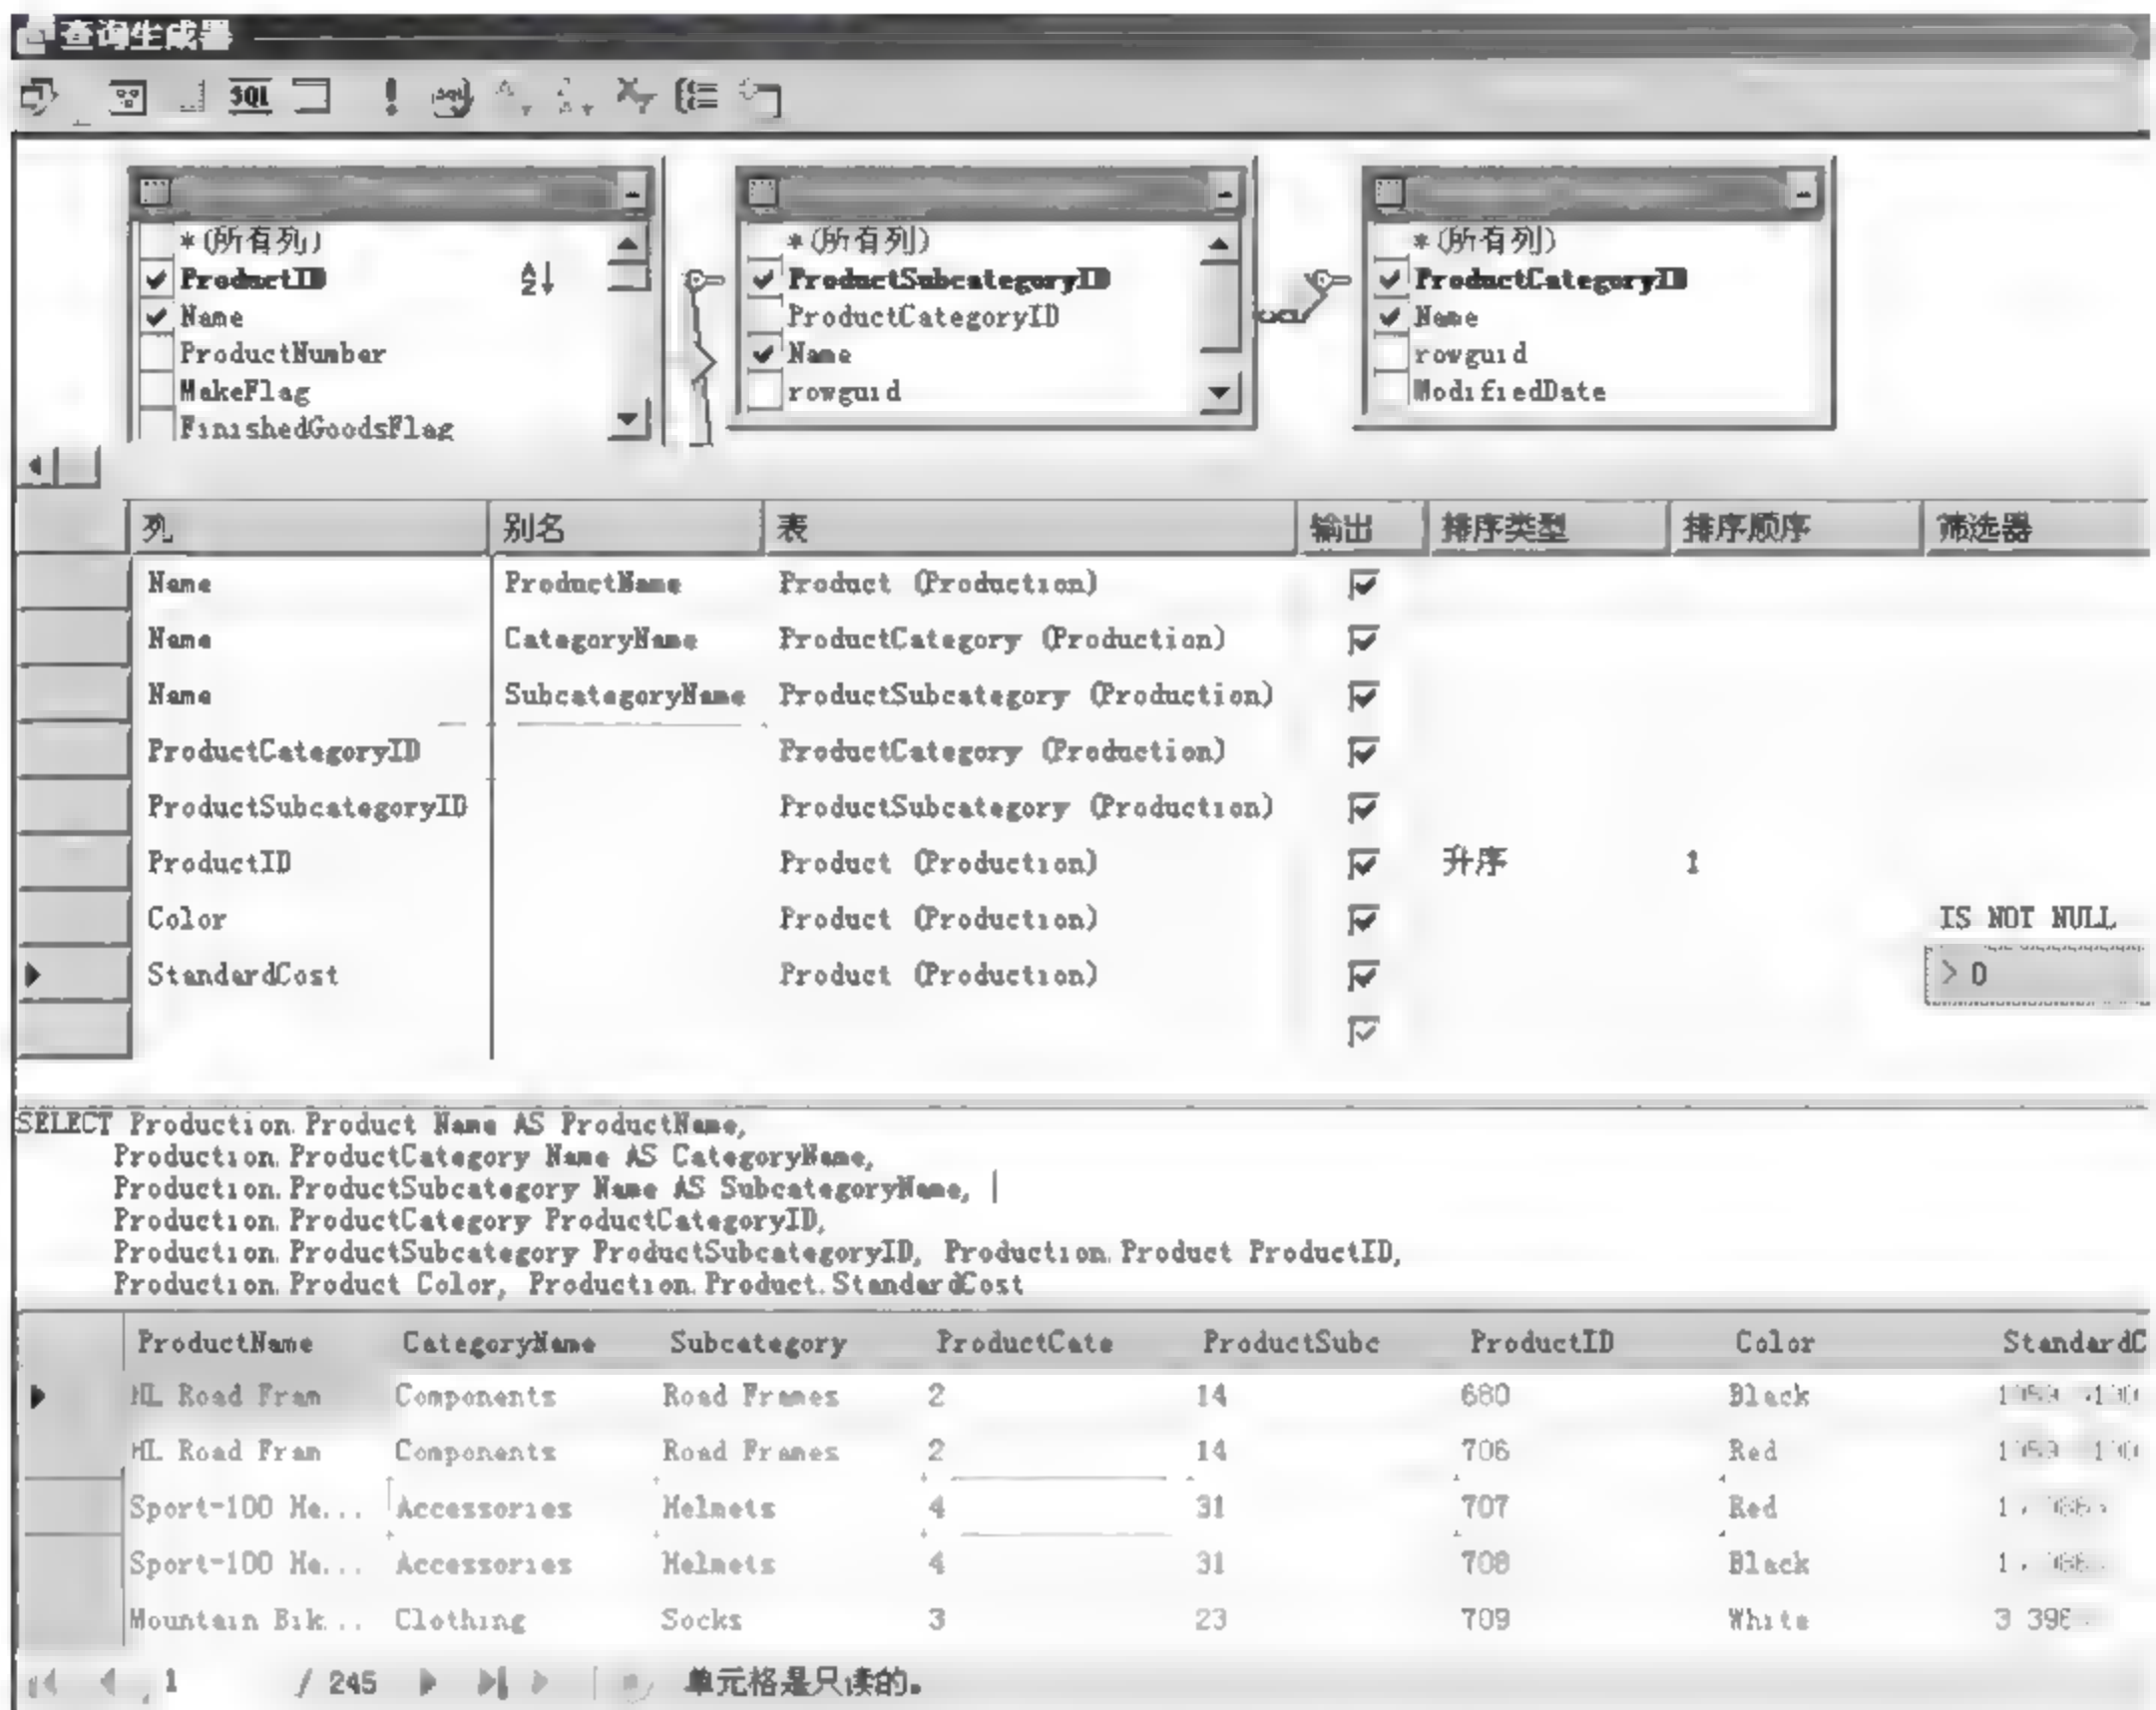 查询生成器
SQL
*(所有列)
ProductID
Name
ProductNumber
MakeFlag
FinishedGoodsFlag
*(所有列)
ProductSubcategoryID
ProductCategoryID
Name
rowguid
*(所有列)
ProductCategoryID
Name
rowguid
ModifiedDate
列 别名 表 输出 排序类型 排序顺序 筛选器
Name ProductName Product (Production)
Name CategoryName ProductCategory (Production)
Name SubcategoryName ProductSubcategory (Production)
ProductCategoryID ProductCategory (Production)
ProductSubcategoryID ProductSubcategory (Production)
ProductID Product (Production) 升序 1
Color Product (Production) IS NOT NULL
StandardCost Product (Production) > 0
SELECT Production.Product Name AS ProductName,
Production.ProductCategory Name AS CategoryName,
Production.ProductSubcategory Name AS SubcategoryName,
Production.ProductCategory ProductCategoryID,
Production.ProductSubcategory ProductSubcategoryID, Production.Product ProductID,
Production.Product Color, Production.Product.StandardCost
ProductName CategoryName Subcategory ProductCate ProductSubc ProductID Color StandardC
HL Road Fram Components Road Frames 2 14 680 Black
HL Road Fram Components Road Frames 2 14 706 Red
Sport-100 He... Accessories Helmets 4 31 707 Red
Sport-100 He... Accessories Helmets 4 31 708 Black
Mountain Bik... Clothing Socks 3 23 709 White
1 / 245 单元格是只读的。